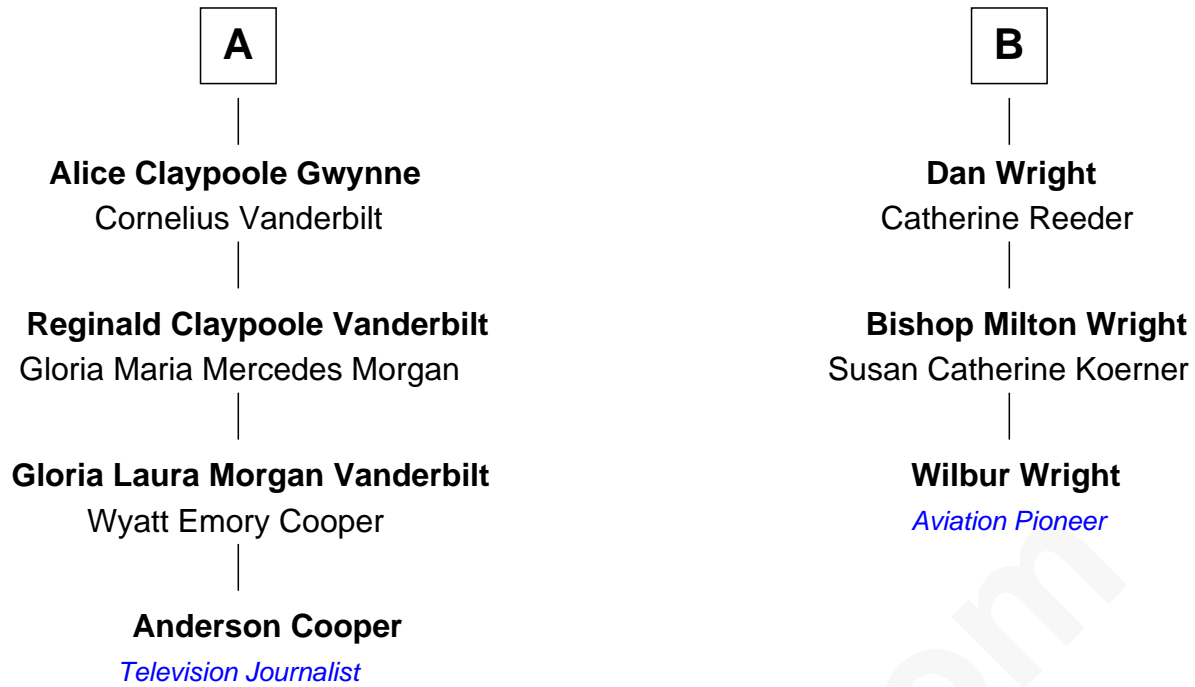 A
Alice Claypoole Gwynne
Cornelius Vanderbilt
Reginald Claypoole Vanderbilt
Gloria Maria Mercedes Morgan
Gloria Laura Morgan Vanderbilt
Wyatt Emory Cooper
Anderson Cooper
Television Journalist
B
Dan Wright
Catherine Reeder
Bishop Milton Wright
Susan Catherine Koerner
Wilbur Wright
Aviation Pioneer
om